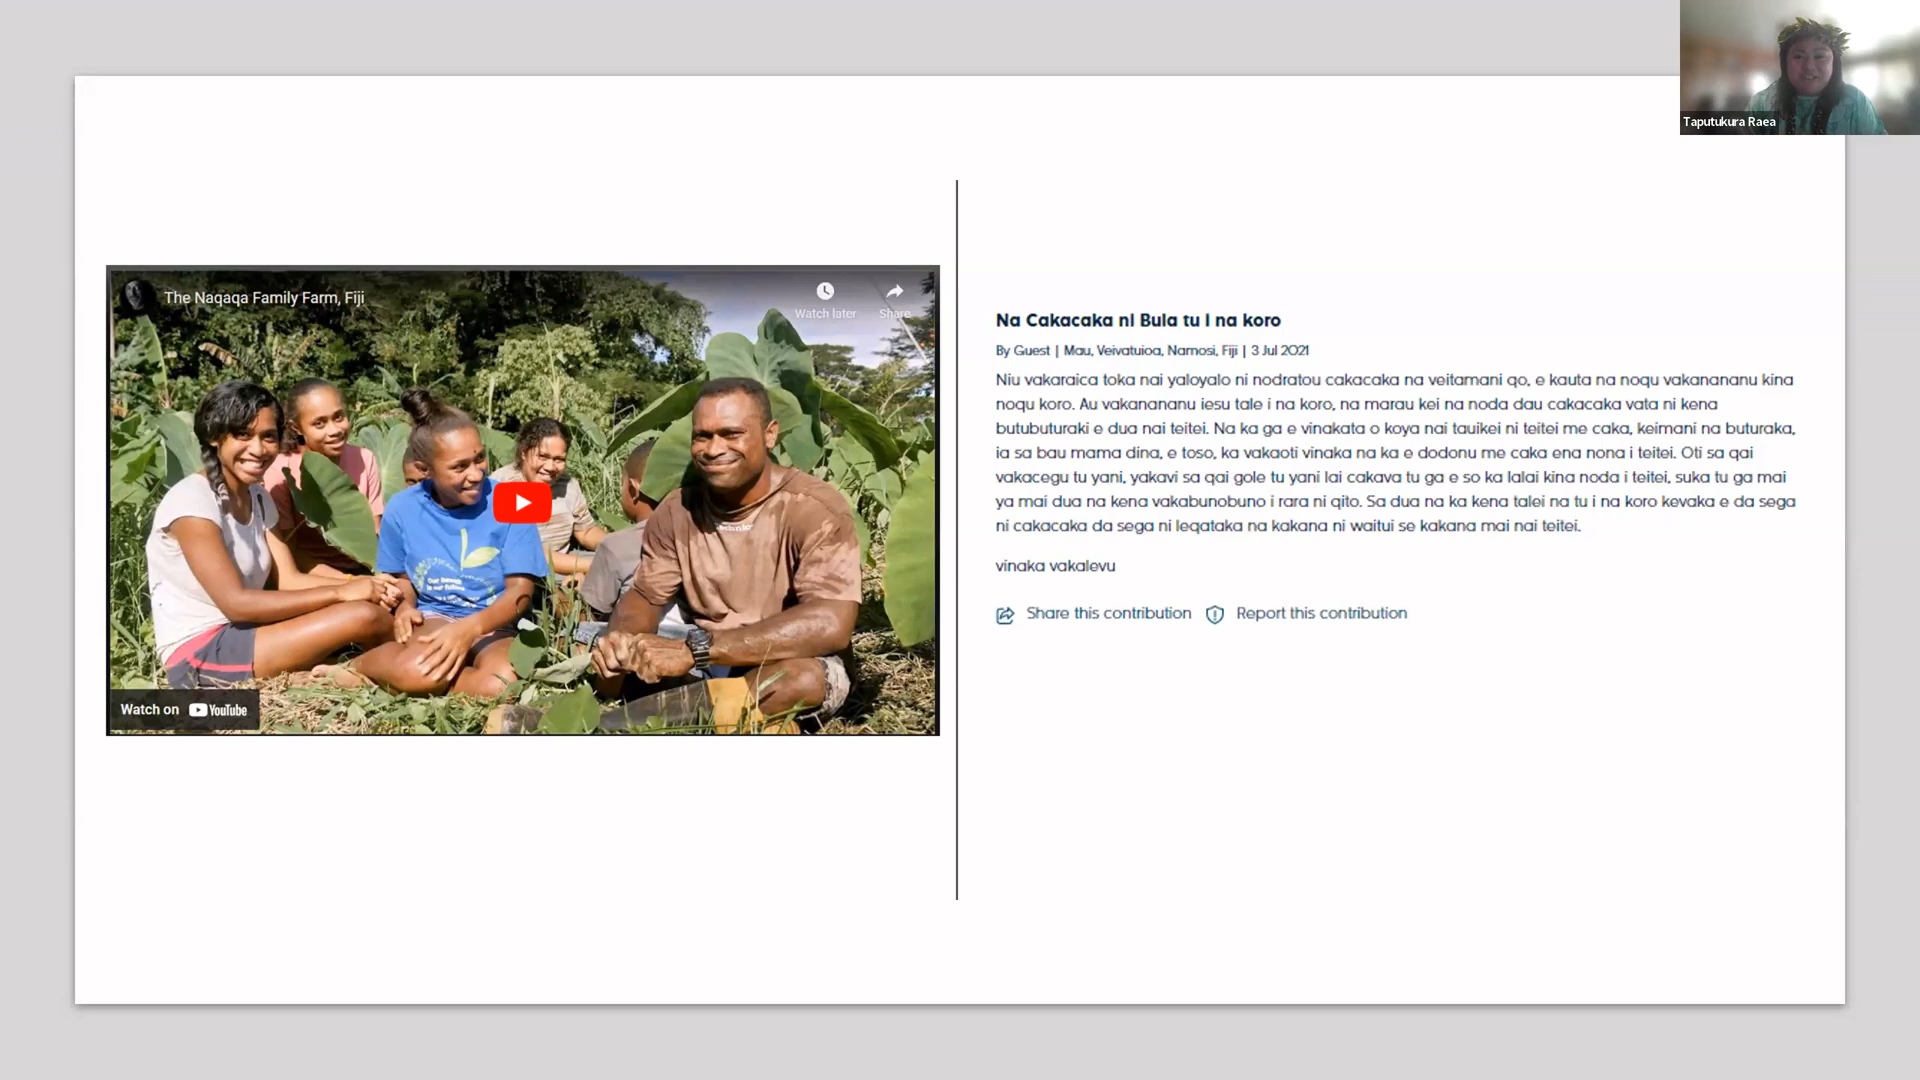 Taputukura Raea
The Naqaqa Family Farm, Fiji
Watch later
Share
Watch on YouTube
Na Cakacaka ni Bula tu I na koro
By Guest | Mau, Veivatuioa, Namosi, Fiji | 3 Jul 2021
Niu vakaraica toka nai yaloyalo ni nodratou cakacaka na veitamani qo, e kauta na noqu vakanananu kina
noqu koro. Au vakanananu iesu tale i na koro, na marau kei na noda dau cakacaka vata ni kena
butubuturaki e dua nai teitei. Na ka ga e vinakata o koya nai tauikei ni teitei me caka, keimani na buturaka,
ia sa bau mama dina, e toso, ka vakaoti vinaka na ka e dodonu me caka ena nona i teitei. Oti sa qai
vakacegu tu yani, yakavi sa qai gole tu yani lai cakava tu ga e so ka lalai kina noda i teitei, suka tu ga mai
ya mai dua na kena vakabunobuno i rara ni qito. Sa dua na ka kena talei na tu i na koro kevaka e da sega
ni cakacaka da sega ni leqataka na kakana ni waitui se kakana mai nai teitei.
vinaka vakalevu
Share this contribution Report this contribution